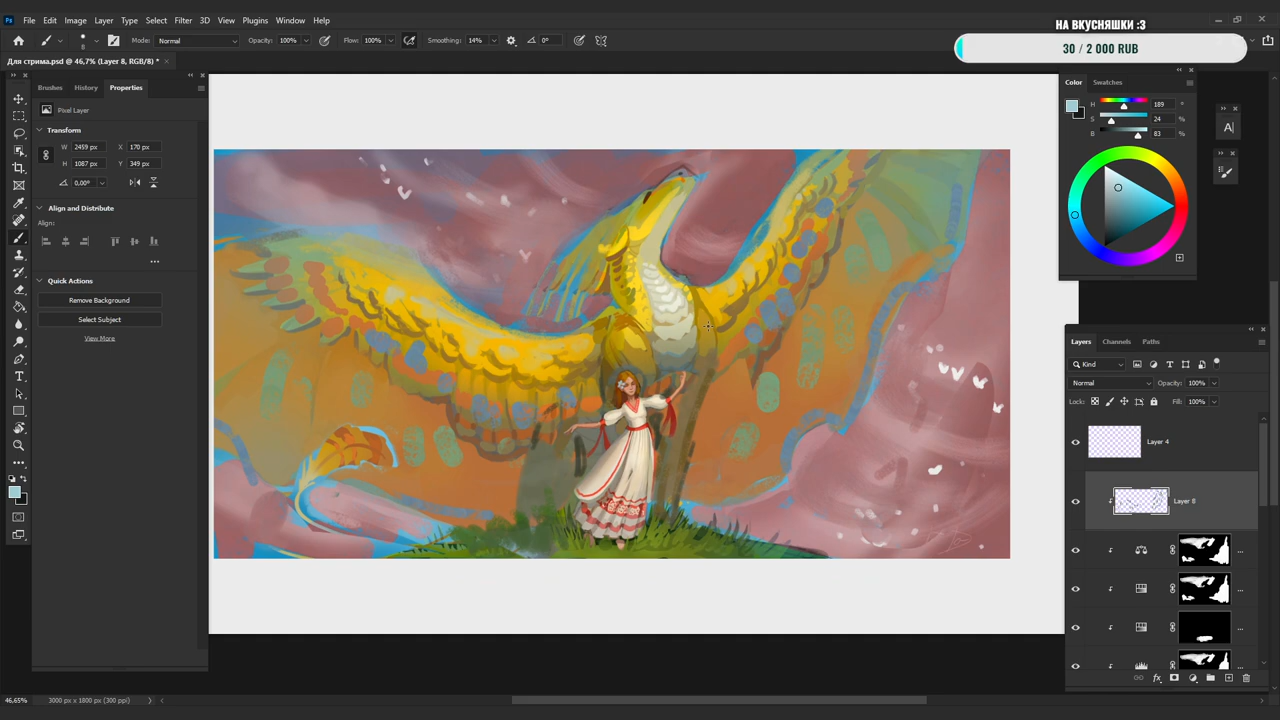 Ps File Edit Image Layer Type Select Filter 3D View Plugins Window Help
НА ВКУСНЯШКИ :3
30 / 2 000 RUB
8 Mode: Normal Opacity: 100% Flow: 100% Smoothing: 14% 0°
Для стрима.psd @ 46,7% (Layer 8, RGB/8) *
Brushes History Properties
Color Swatches
Pixel Layer
H 189 °
S 24 %
B 83 %
Transform
W 2459 px X 170 px
H 1087 px Y 349 px
0,00°
Align and Distribute
Align:
Quick Actions
Remove Background
Select Subject
View More
Layers Channels Paths
Kind
Normal Opacity: 100%
Lock: Fill: 100%
Layer 4
Layer 8
fx
46,65% 3000 px x 1800 px (300 ppi)